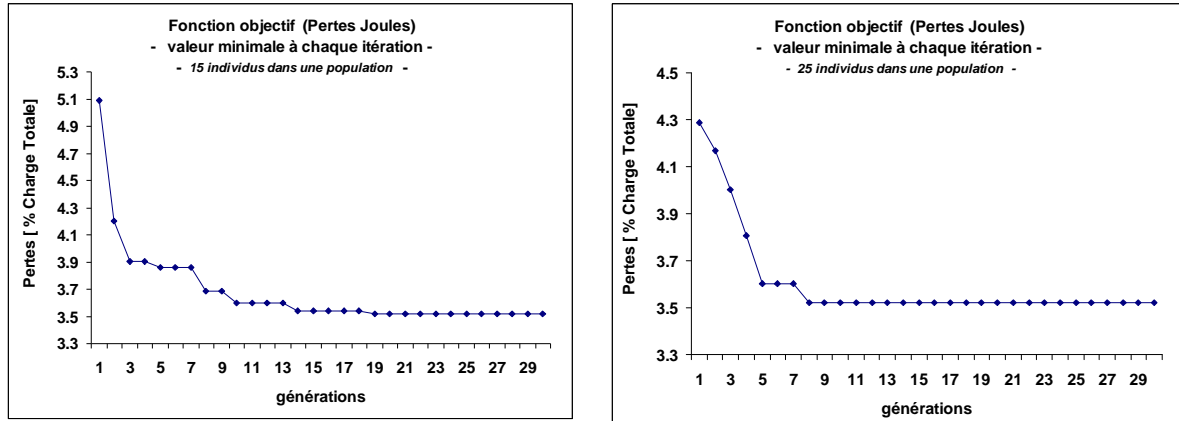 Fonction objectif (Pertes Joules)
- valeur minimale à chaque itération -
- 15 individus dans une population -
Pertes [ % Charge Totale]
5.3
5.1
4.9
4.7
4.5
4.3
4.1
3.9
3.7
3.5
3.3
1 3 5 7 9 11 13 15 17 19 21 23 25 27 29
générations
Fonction objectif (Pertes Joules)
- valeur minimale à chaque itération -
- 25 individus dans une population -
Pertes [ % Charge Totale]
4.5
4.3
4.1
3.9
3.7
3.5
3.3
1 3 5 7 9 11 13 15 17 19 21 23 25 27 29
générations